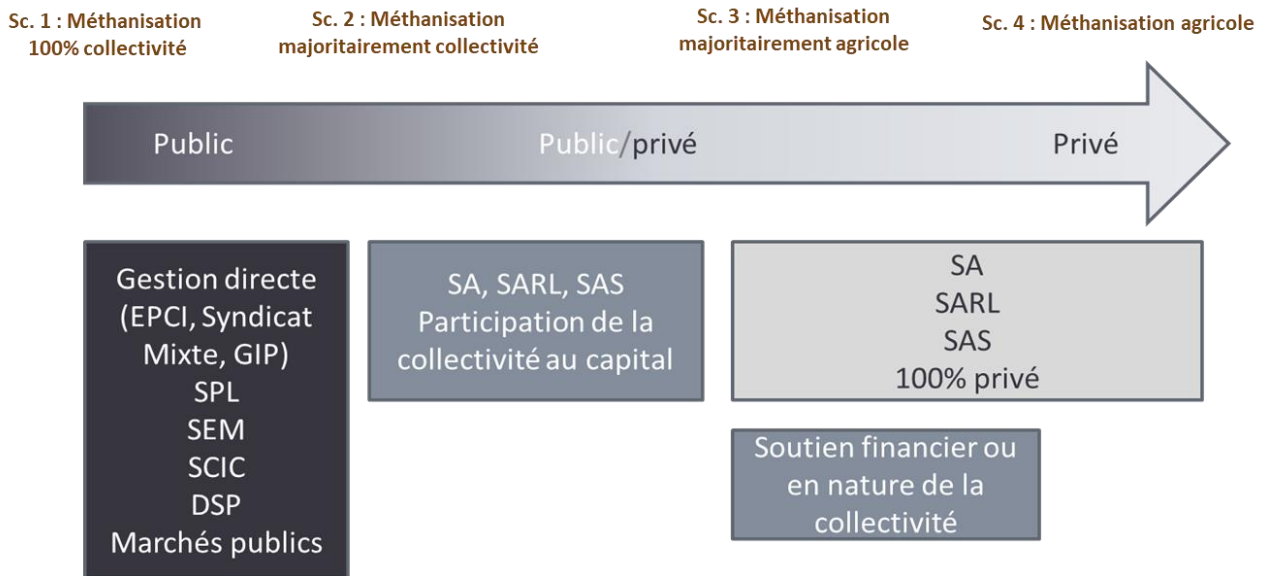 Sc. 1 : Méthanisation
100% collectivité
Sc. 2 : Méthanisation
majoritairement collectivité
Sc. 3 : Méthanisation
majoritairement agricole
Sc. 4 : Méthanisation agricole
Public
Public/privé
Privé
Gestion directe
(EPCI, Syndicat
Mixte, GIP)
SPL
SEM
SCIC
DSP
Marchés publics
SA, SARL, SAS
Participation de la
collectivité au capital
SA
SARL
SAS
100% privé
Soutien financier ou
en nature de la
collectivité